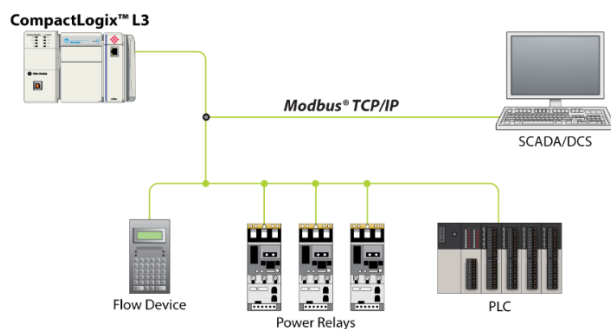 CompactLogix™ L3
Modbus® TCP/IP
SCADA/DCS
Flow Device
Power Relays
PLC